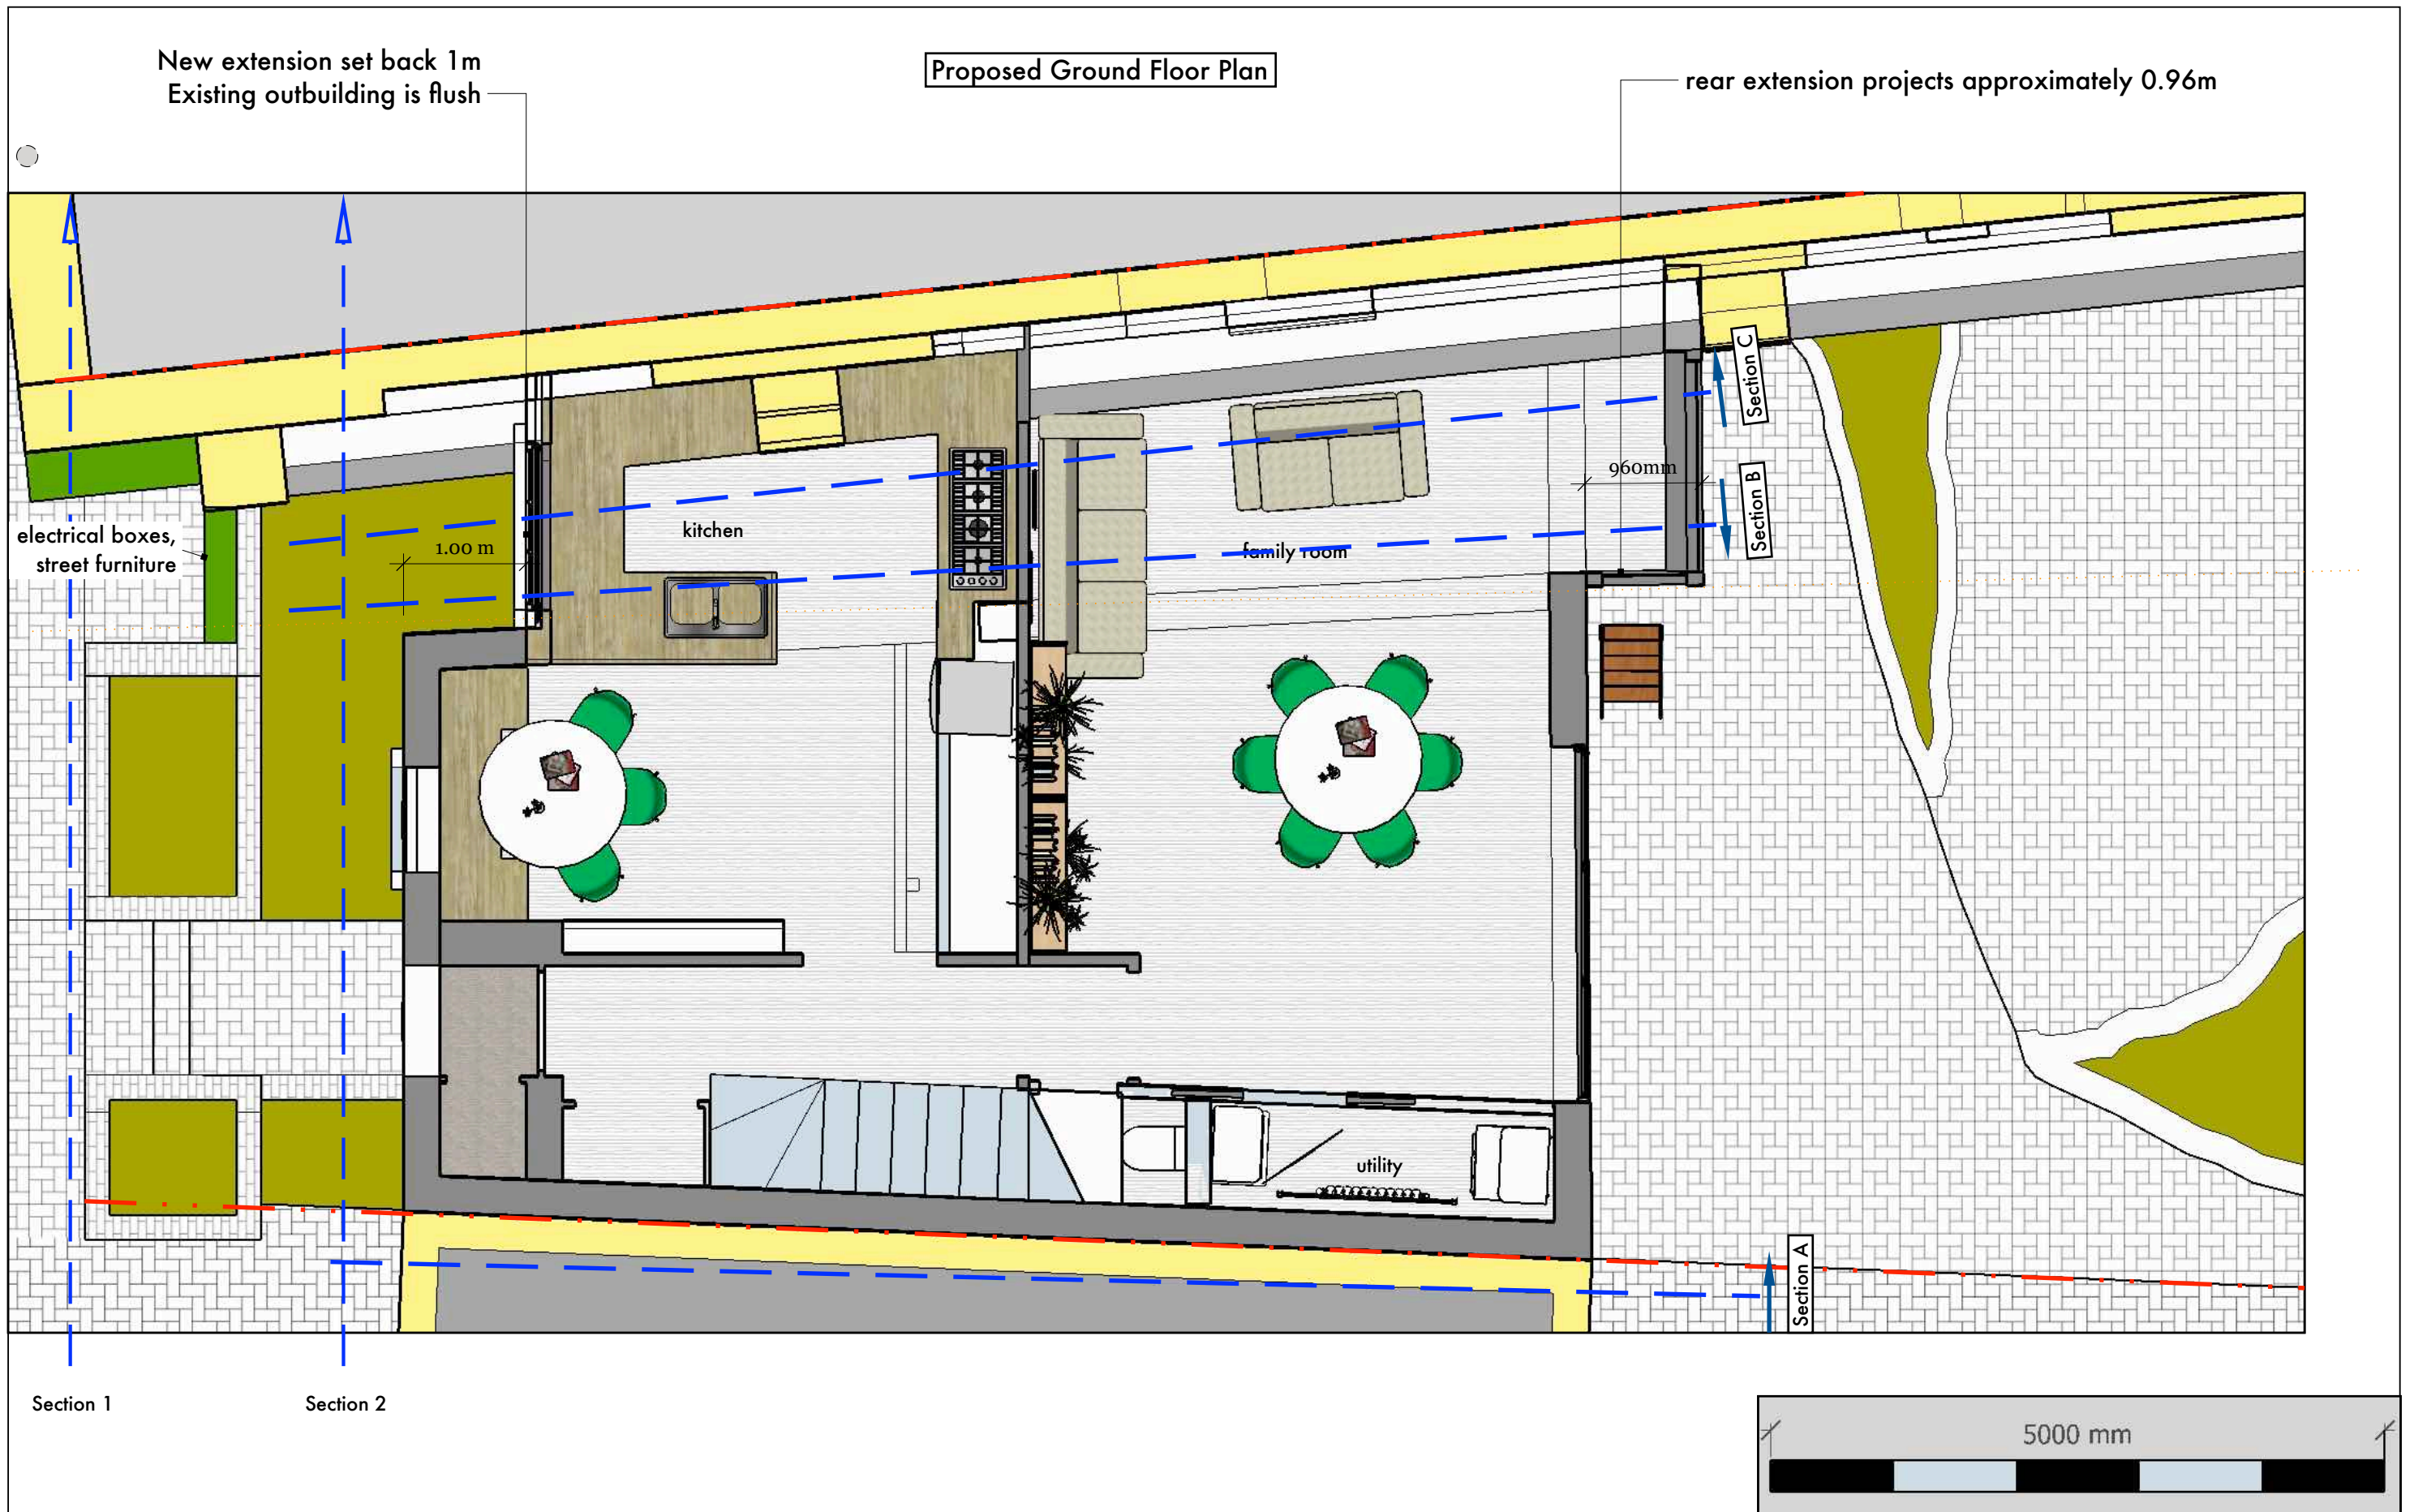 New extension set back 1m
Existing outbuilding is flush
Proposed Ground Floor Plan
rear extension projects approximately 0.96m
Section C
960mm
Section B
electrical boxes,
street furniture
1.00 m
kitchen
family room
utility
Section A
Section 1
Section 2
5000 mm